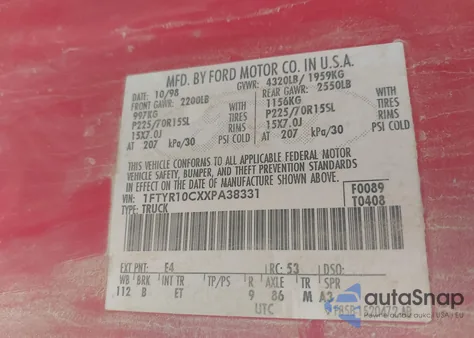 MFD. BY FORD MOTOR CO. IN U.S.A.
DATE: 10/98 GVWR: 4320LB/ 1959KG
FRONT GAWR: 2200LB REAR GAWR: 2550LB
997KG 1156KG WITH
P225/70R15SL WITH TIRES P225/70R15SL TIRES
15X7.0J RIMS 15X7.0J RIMS
AT 207 kPa/30 PSI COLD AT 207 kPa/30 PSI COLD
THIS VEHICLE CONFORMS TO ALL APPLICABLE FEDERAL MOTOR
VEHICLE SAFETY, BUMPER, AND THEFT PREVENTION STANDARDS
IN EFFECT ON THE DATE OF MANUFACTURE SHOWN ABOVE.
VIN: 1FTYR10CXXPA38331 F0089
TYPE: TRUCK T0408
EXT PNT: E4 RC: 53 DSO:
WB BRK INT TR TP/PS R AXLE TR SPR
112 B ET 9 86 M A3
UTC
autoSnap